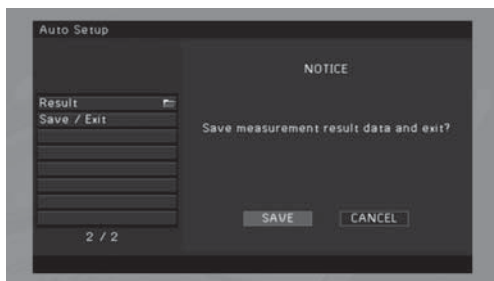 Auto Setup
NOTICE
Result
Save / Exit
Save measurement result data and exit?
SAVE
CANCEL
2 / 2